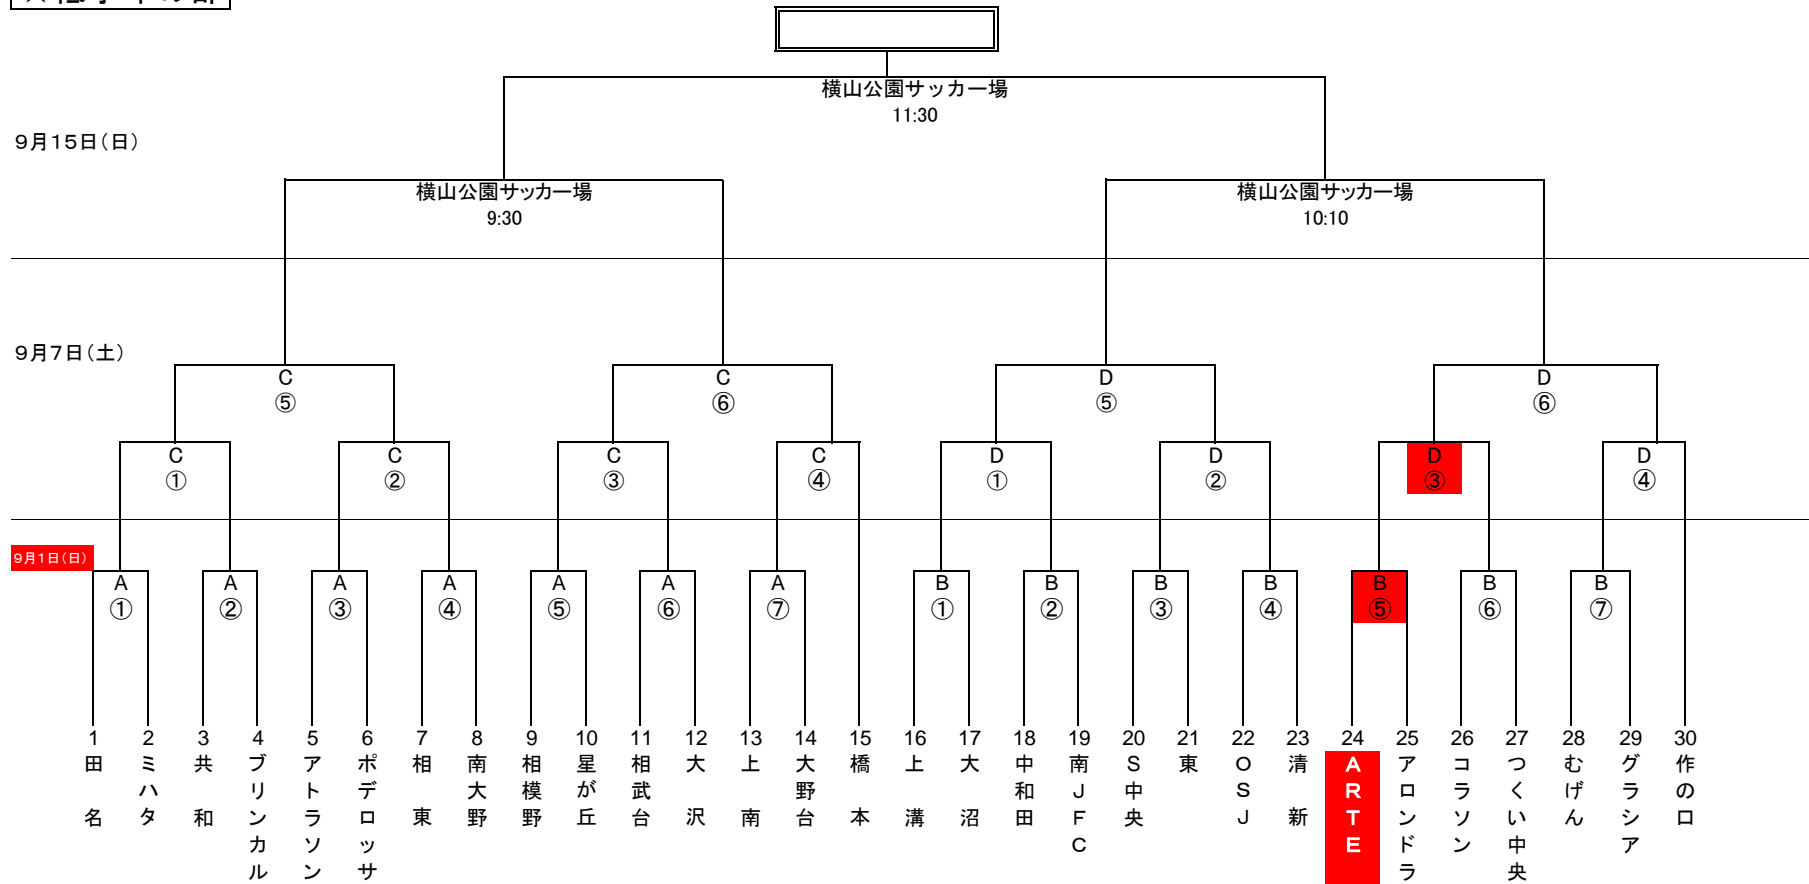 横山公園サッカー場
11:30
9月15日(日)
横山公園サッカー場
9:30
横山公園サッカー場
10:10
9月7日(土)
C
⑤
C
⑥
D
⑤
D
⑥
C
①
C
②
C
③
C
④
D
①
D
②
D
③
D
④
9月1日(日)
A
①
A
②
A
③
A
④
A
⑤
A
⑥
A
⑦
B
①
B
②
B
③
B
④
B
⑤
B
⑥
B
⑦
1 田名
2 ミハタ
3 共和
4 ブリンカル
5 アトラソン
6 ポデロッサ
7 相東
8 南大野
9 相模野
10 星が丘
11 相武台
12 大沢
13 上南
14 大野台
15 橋本
16 上溝
17 大沼
18 中和田
19 南JFC
20 S中央
21 東
22 OSJ
23 清新
24 ARTE
25 アロンドラ
26 コラソン
27 つくい中央
28 むげん
29 グラシア
30 作の口